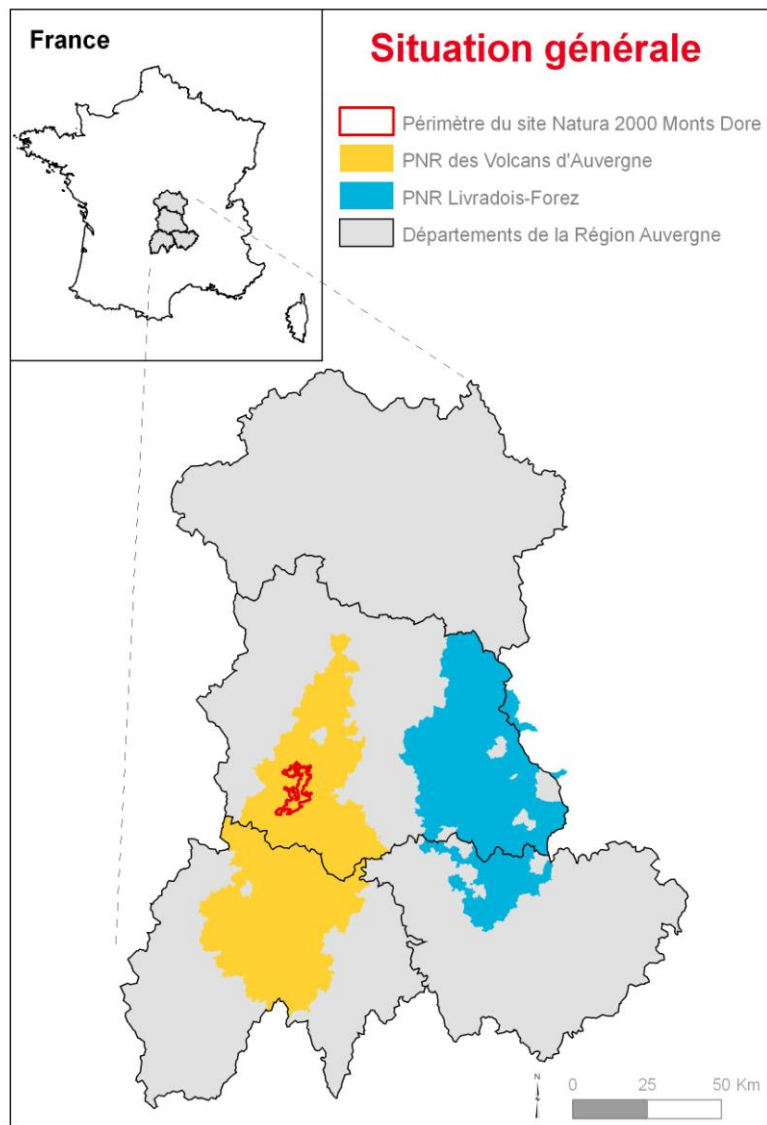 France
Situation générale
Périmètre du site Natura 2000 Monts Dore
PNR des Volcans d'Auvergne
PNR Livradois-Forez
Départements de la Région Auvergne
N
0 25 50 Km